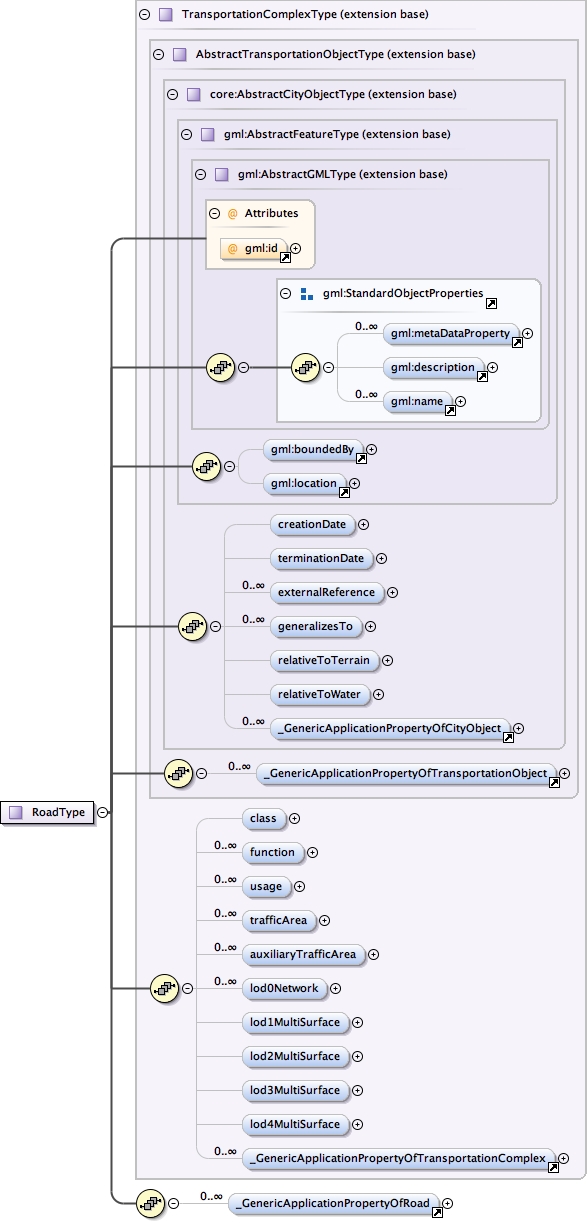 TransportationComplexType (extension base)
AbstractTransportationObjectType (extension base)
core:AbstractCityObjectType (extension base)
gml:AbstractFeatureType (extension base)
gml:AbstractGMLType (extension base)
@ Attributes
@ gml:id
gml:StandardObjectProperties
0..∞ gml:metaDataProperty
gml:description
0..∞ gml:name
gml:boundedBy
gml:location
creationDate
terminationDate
0..∞ externalReference
0..∞ generalizesTo
relativeToTerrain
relativeToWater
0..∞ _GenericApplicationPropertyOfCityObject
0..∞ _GenericApplicationPropertyOfTransportationObject
RoadType
class
0..∞ function
0..∞ usage
0..∞ trafficArea
0..∞ auxiliaryTrafficArea
0..∞ lod0Network
lod1MultiSurface
lod2MultiSurface
lod3MultiSurface
lod4MultiSurface
0..∞ _GenericApplicationPropertyOfTransportationComplex
0..∞ _GenericApplicationPropertyOfRoad